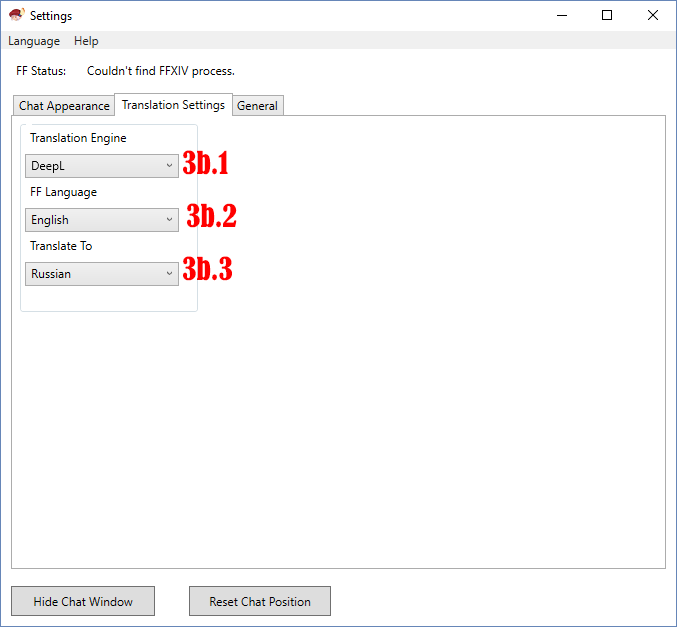 Settings
Language Help
FF Status: Couldn't find FFXIV process.
Chat Appearance Translation Settings General
Translation Engine
DeepL 3b.1
FF Language
English 3b.2
Translate To
Russian 3b.3
Hide Chat Window Reset Chat Position